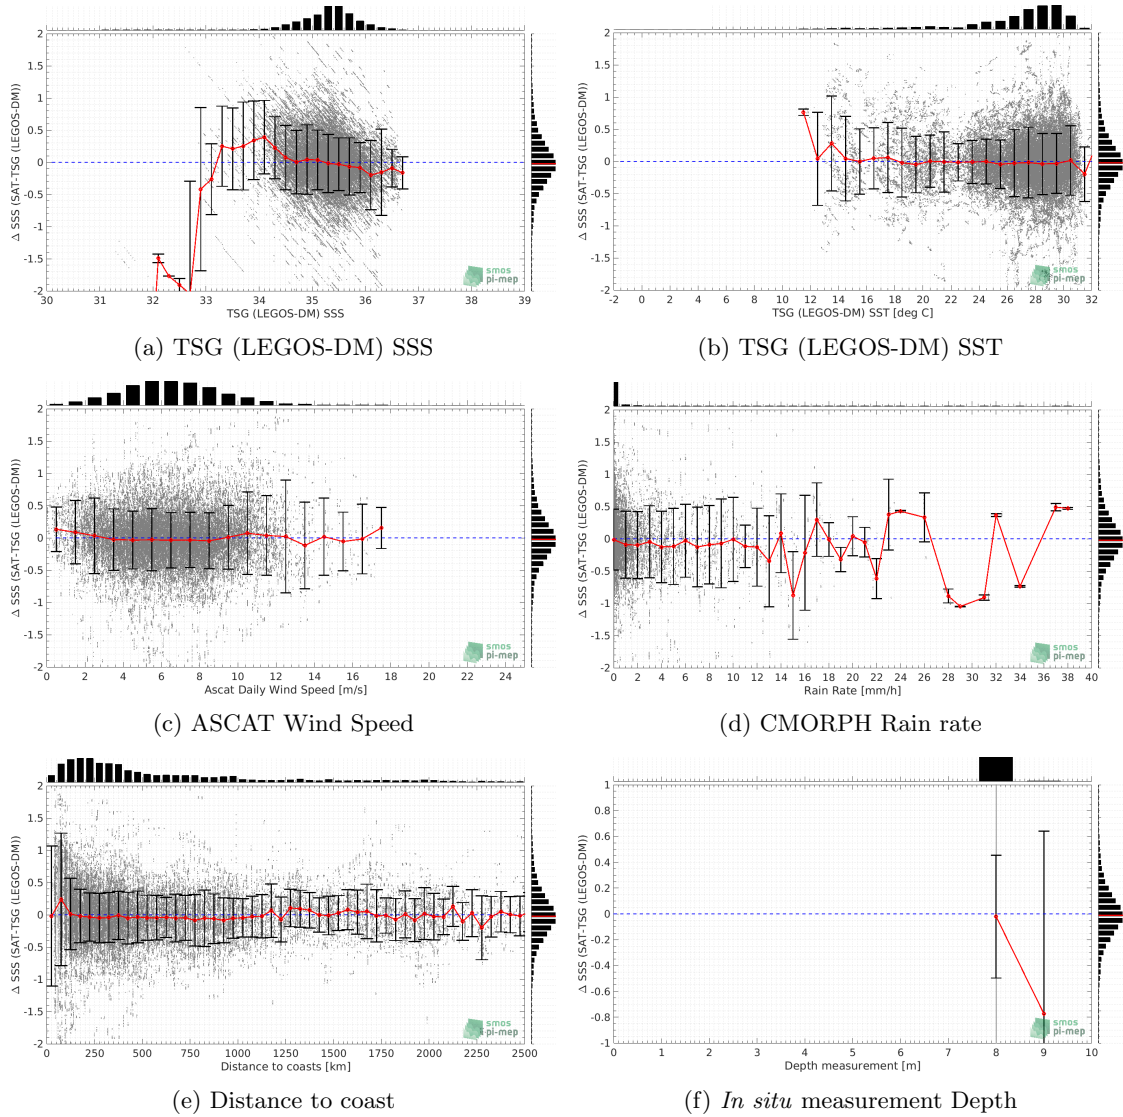 2
1.5
1
0.5
0
-0.5
-1
-1.5
-2
Δ SSS (SAT-TSG (LEGOS-DM))
30 31 32 33 34 35 36 37 38 39
TSG (LEGOS-DM) SSS
smos
pi-mep
(a) TSG (LEGOS-DM) SSS
2
1.5
1
0.5
0
-0.5
-1
-1.5
-2
Δ SSS (SAT-TSG (LEGOS-DM))
-2 0 2 4 6 8 10 12 14 16 18 20 22 24 26 28 30 32
TSG (LEGOS-DM) SST [deg C]
smos
pi-mep
(b) TSG (LEGOS-DM) SST
2
1.5
1
0.5
0
-0.5
-1
-1.5
-2
Δ SSS (SAT-TSG (LEGOS-DM))
0 2 4 6 8 10 12 14 16 18 20 22 24
Ascat Daily Wind Speed [m/s]
smos
pi-mep
(c) ASCAT Wind Speed
2
1.5
1
0.5
0
-0.5
-1
-1.5
-2
Δ SSS (SAT-TSG (LEGOS-DM))
0 2 4 6 8 10 12 14 16 18 20 22 24 26 28 30 32 34 36 38 40
Rain Rate [mm/h]
smos
pi-mep
(d) CMORPH Rain rate
2
1.5
1
0.5
0
-0.5
-1
-1.5
-2
Δ SSS (SAT-TSG (LEGOS-DM))
0 250 500 750 1000 1250 1500 1750 2000 2250 2500
Distance to coasts [km]
smos
pi-mep
(e) Distance to coast
1
0.8
0.6
0.4
0.2
0
-0.2
-0.4
-0.6
-0.8
-1
Δ SSS (SAT-TSG (LEGOS-DM))
0 1 2 3 4 5 6 7 8 9 10
Depth measurement [m]
smos
pi-mep
(f) In situ measurement Depth